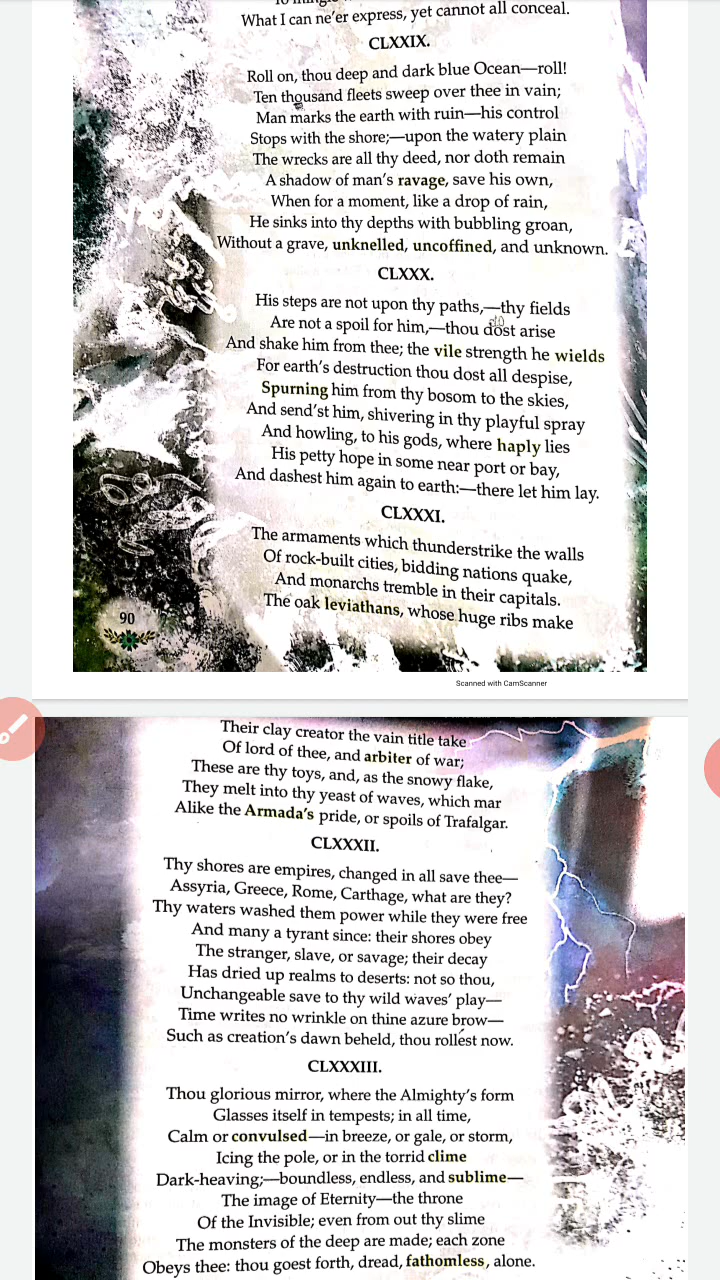 What I can ne'er express, yet cannot all conceal.
CLXXIX.
Roll on, thou deep and dark blue Ocean—roll!
Ten thousand fleets sweep over thee in vain;
Man marks the earth with ruin—his control
Stops with the shore;—upon the watery plain
The wrecks are all thy deed, nor doth remain
A shadow of man's ravage, save his own,
When for a moment, like a drop of rain,
He sinks into thy depths with bubbling groan,
Without a grave, unknelled, uncoffined, and unknown.
CLXXX.
His steps are not upon thy paths,—thy fields
Are not a spoil for him,—thou dost arise
And shake him from thee; the vile strength he wields
For earth's destruction thou dost all despise,
Spurning him from thy bosom to the skies,
And send'st him, shivering in thy playful spray
And howling, to his gods, where haply lies
His petty hope in some near port or bay,
And dashest him again to earth:—there let him lay.
CLXXXI.
The armaments which thunderstrike the walls
Of rock-built cities, bidding nations quake,
And monarchs tremble in their capitals.
The oak leviathans, whose huge ribs make
90
Scanned with CamScanner
Their clay creator the vain title take
Of lord of thee, and arbiter of war;
These are thy toys, and, as the snowy flake,
They melt into thy yeast of waves, which mar
Alike the Armada's pride, or spoils of Trafalgar.
CLXXXII.
Thy shores are empires, changed in all save thee—
Assyria, Greece, Rome, Carthage, what are they?
Thy waters washed them power while they were free
And many a tyrant since: their shores obey
The stranger, slave, or savage; their decay
Has dried up realms to deserts: not so thou,
Unchangeable save to thy wild waves' play—
Time writes no wrinkle on thine azure brow—
Such as creation's dawn beheld, thou rollést now.
CLXXXIII.
Thou glorious mirror, where the Almighty's form
Glasses itself in tempests; in all time,
Calm or convulsed—in breeze, or gale, or storm,
Icing the pole, or in the torrid clime
Dark-heaving;—boundless, endless, and sublime—
The image of Eternity—the throne
Of the Invisible; even from out thy slime
The monsters of the deep are made; each zone
Obeys thee: thou goest forth, dread, fathomless, alone.